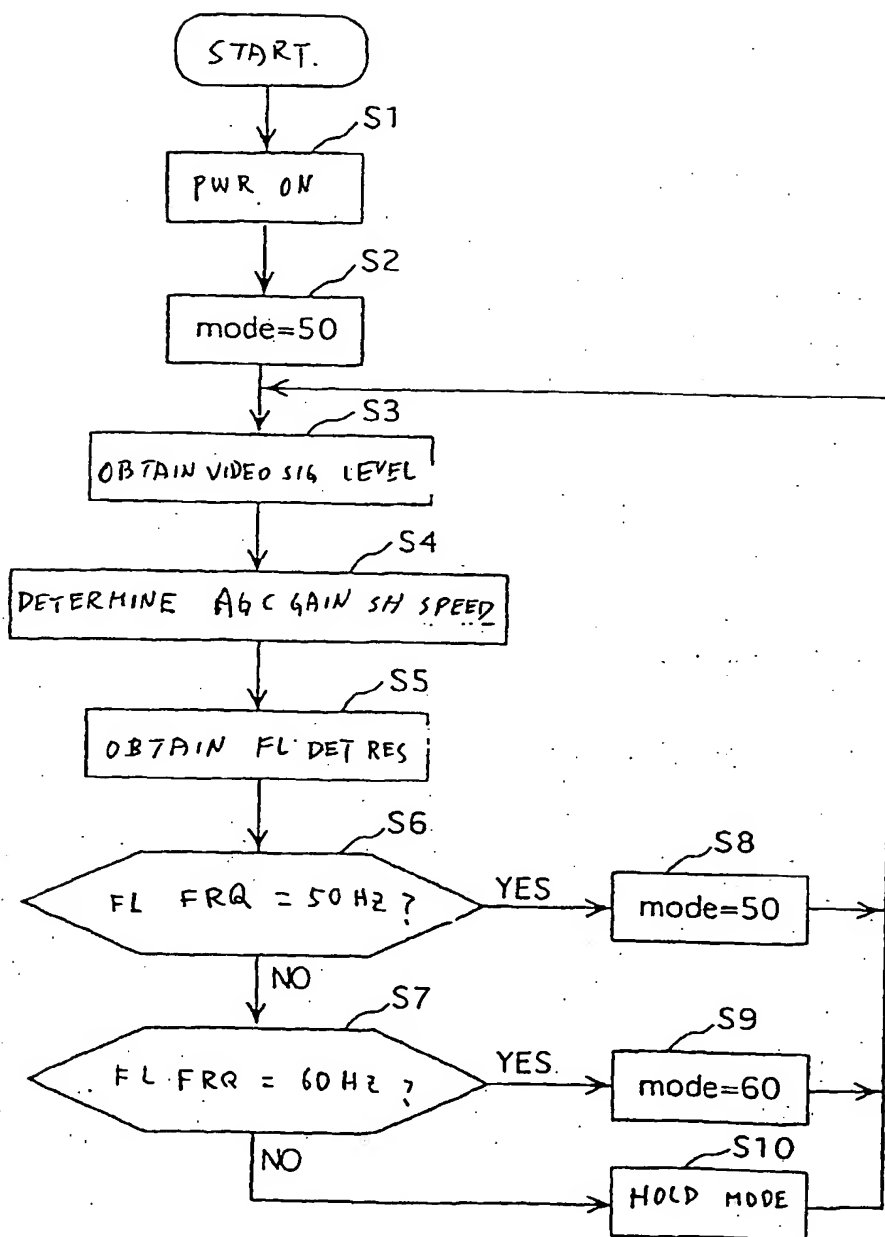 START.
S1
PWR ON
S2
mode=50
S3
OBTAIN VIDEO SIG LEVEL
S4
DETERMINE AGC GAIN SH SPEED
S5
OBTAIN FL DET RES
S6
FL FRQ = 50 HZ ?
YES
S8
mode=50
NO
S7
FL FRQ = 60 HZ ?
YES
S9
mode=60
NO
S10
HOLD MODE